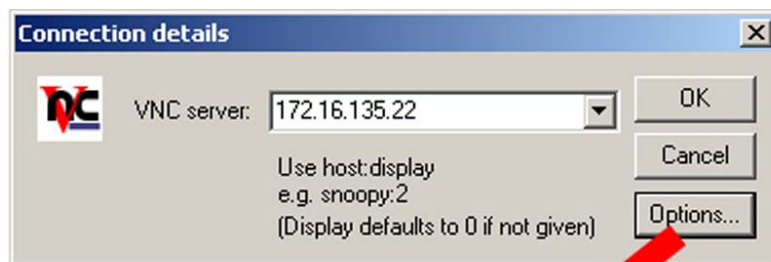 Connection details
VNC
VNC server:
172.16.135.22
OK
Use host:display
Cancel
e.g. snoopy:2
(Display defaults to 0 if not given)
Options...